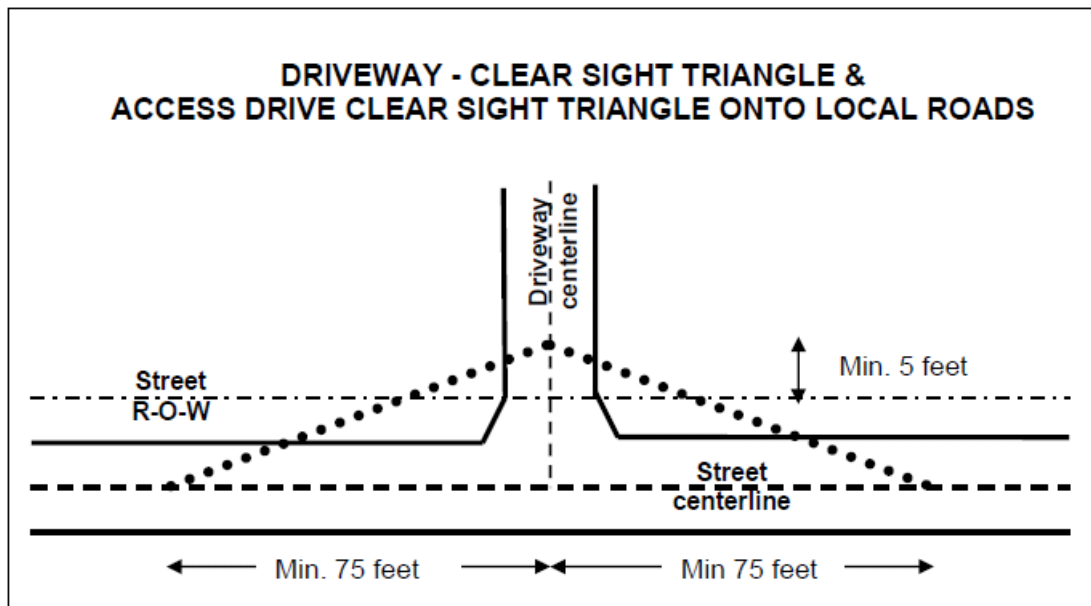 DRIVEWAY - CLEAR SIGHT TRIANGLE &
ACCESS DRIVE CLEAR SIGHT TRIANGLE ONTO LOCAL ROADS
Driveway
centerline
Min. 5 feet
Street
R-O-W
Street
centerline
Min. 75 feet
Min 75 feet